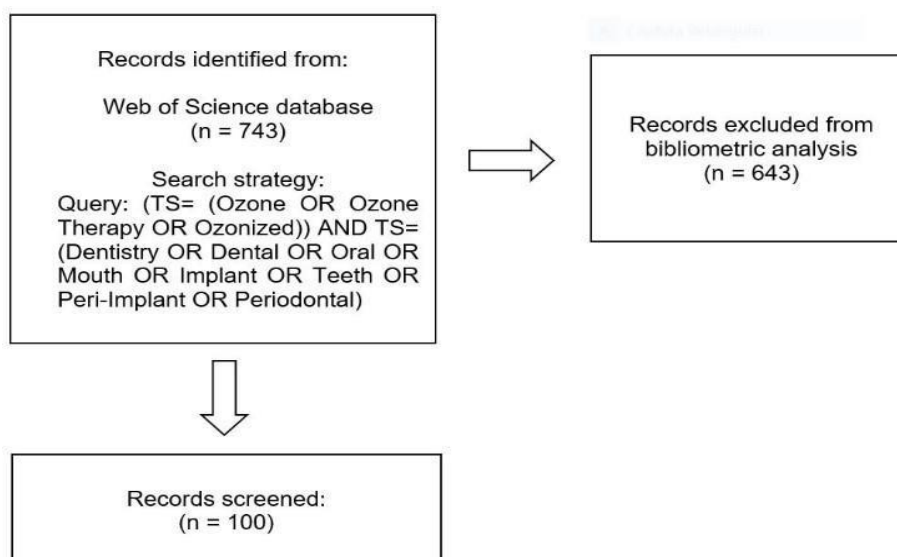 Records identified from:
Web of Science database
(n = 743)
Search strategy:
Query: (TS= (Ozone OR Ozone
Therapy OR Ozonized)) AND TS=
(Dentistry OR Dental OR Oral OR
Mouth OR Implant OR Teeth OR
Peri-Implant OR Periodontal)
Records excluded from
bibliometric analysis
(n = 643)
Records screened:
(n = 100)